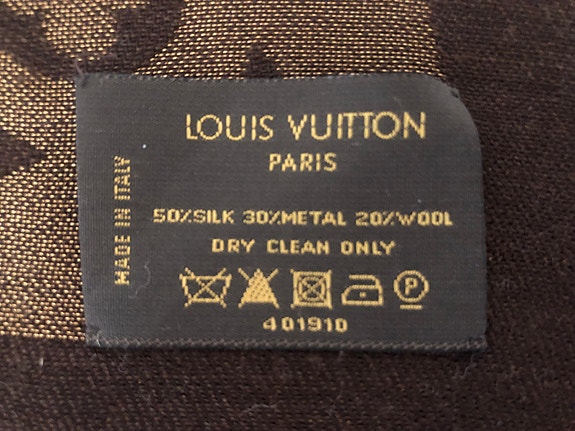 LOUIS VUITTON
PARIS
MADE IN ITALY
50%SILK 30%METAL 20%WOOL
DRY CLEAN ONLY
P
401910